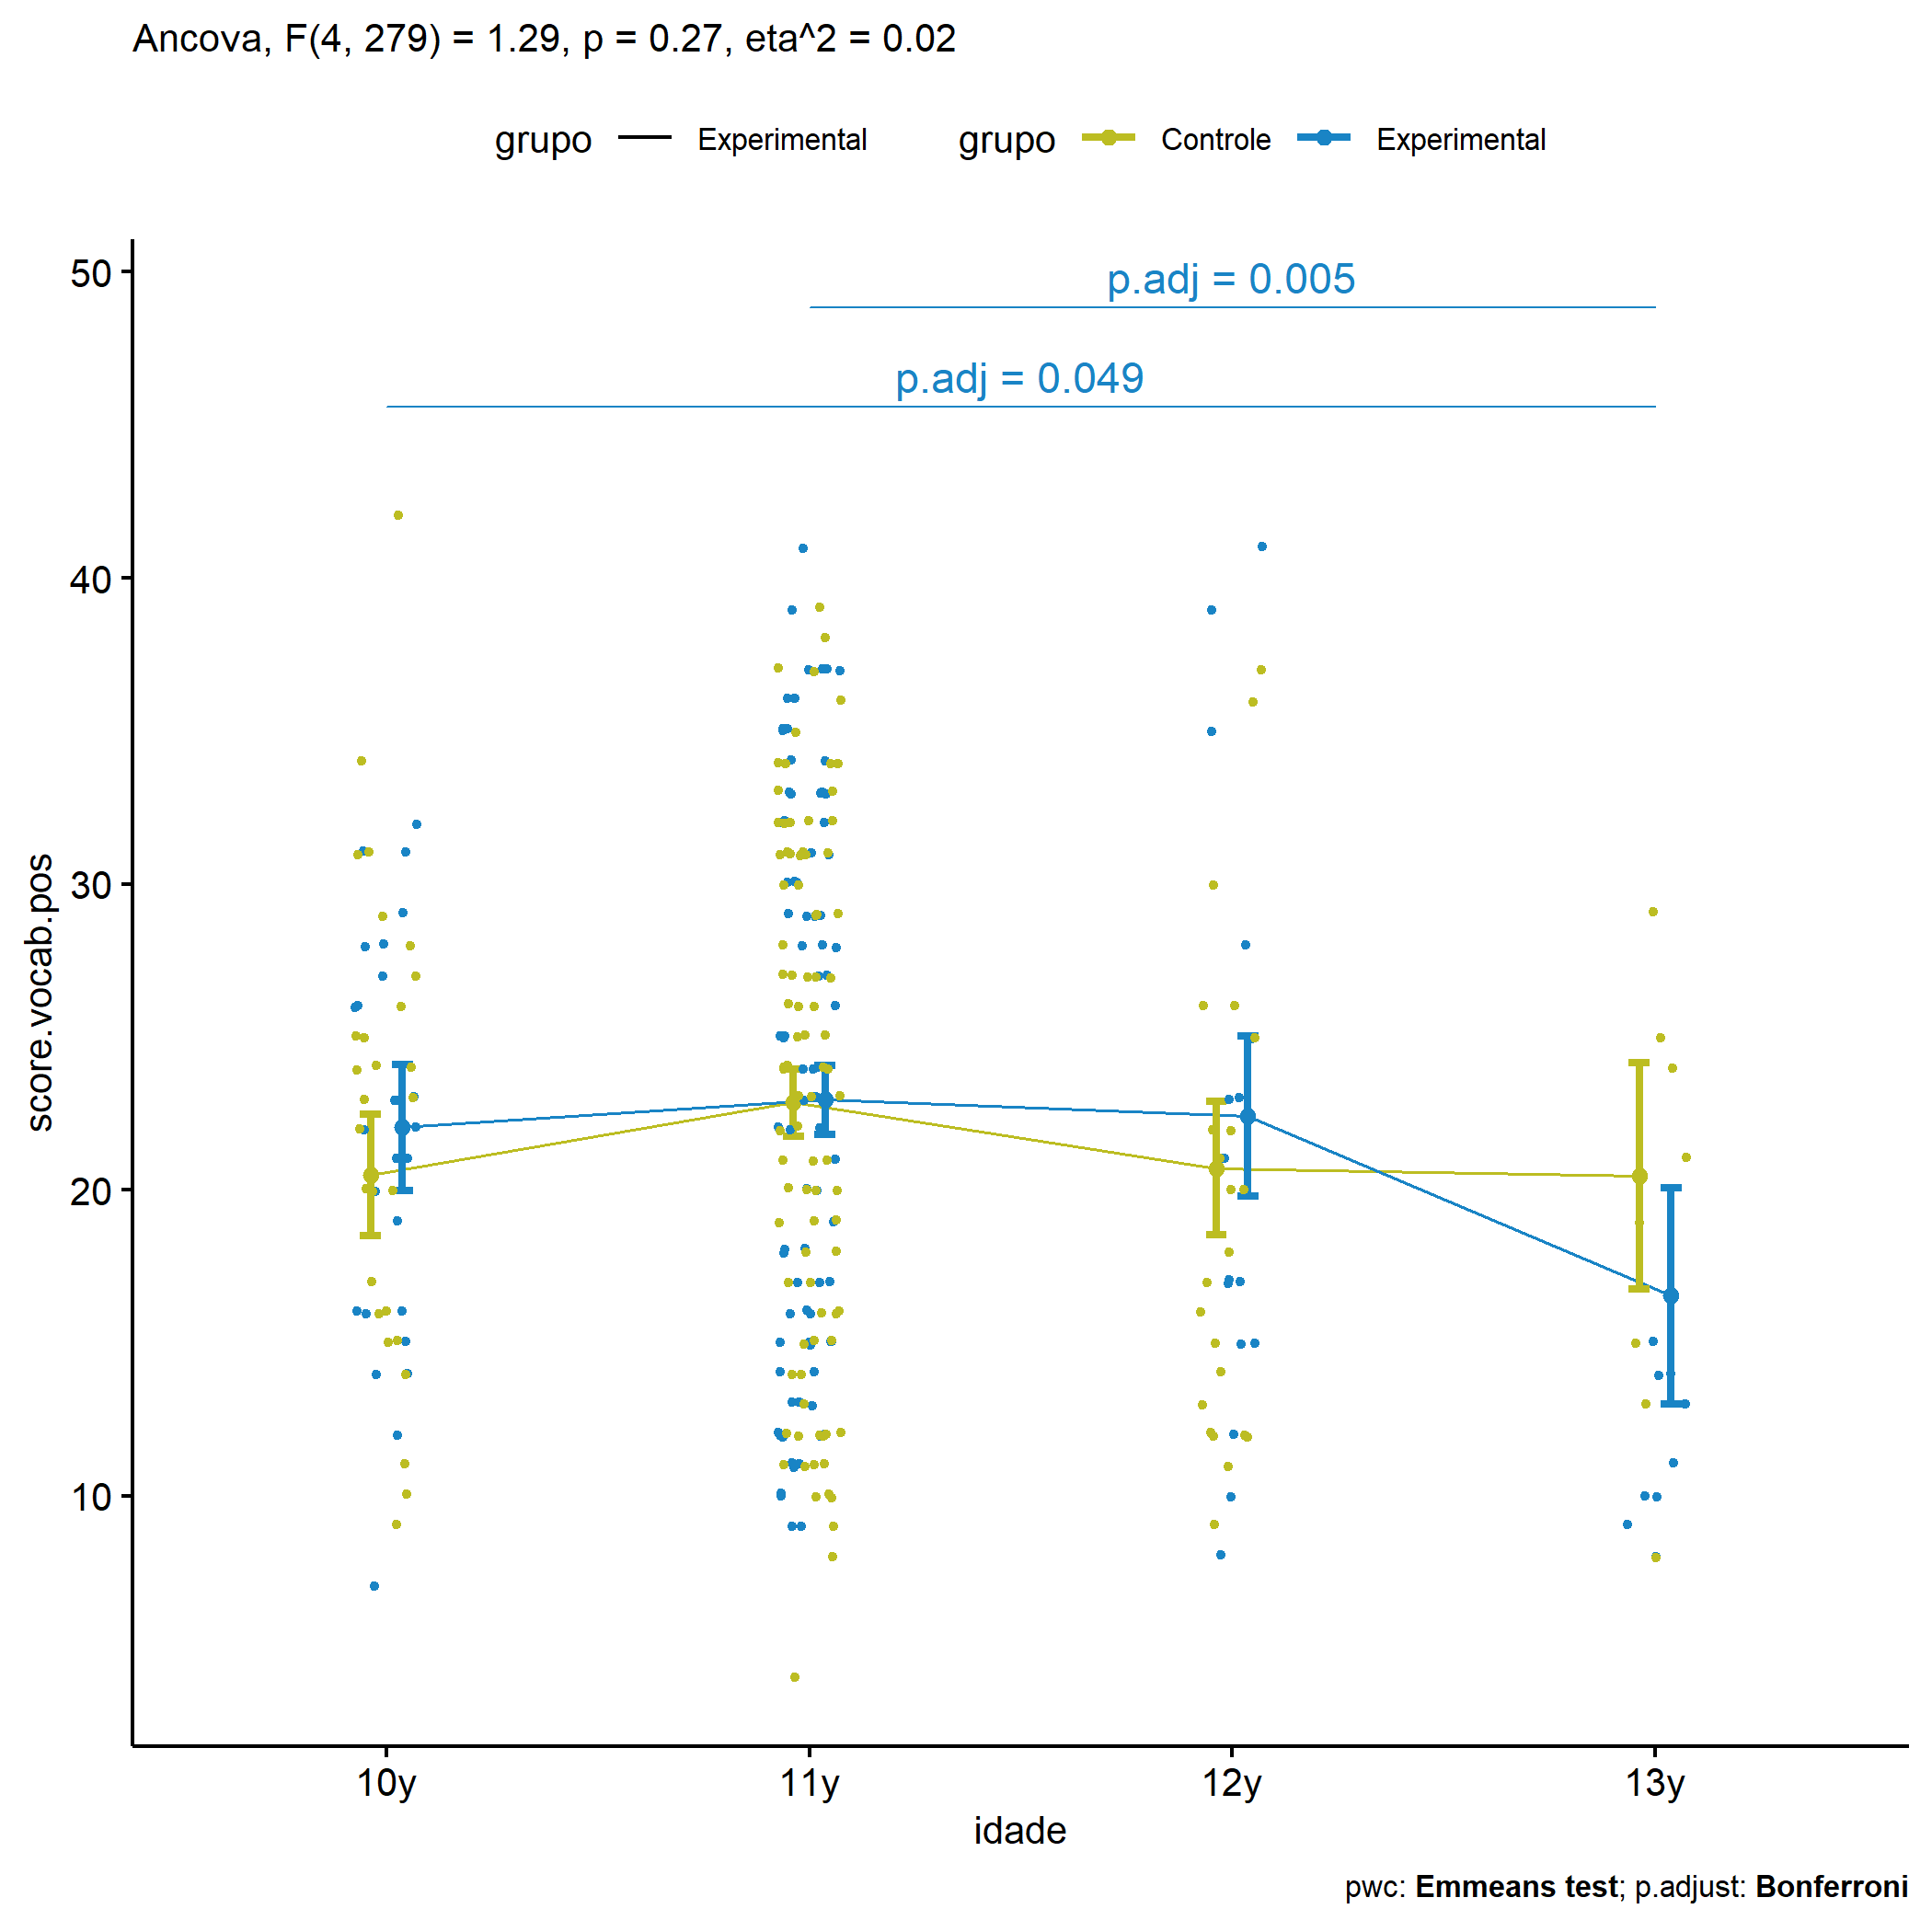 Ancova, F(4, 279) = 1.29, p = 0.27, eta^2 = 0.02
grupo Experimental grupo Controle Experimental
50
p.adj = 0.005
p.adj = 0.049
40
30
score.vocab.pos
20
10
10y 11y 12y 13y
idade
pwc: Emmeans test; p.adjust: Bonferroni